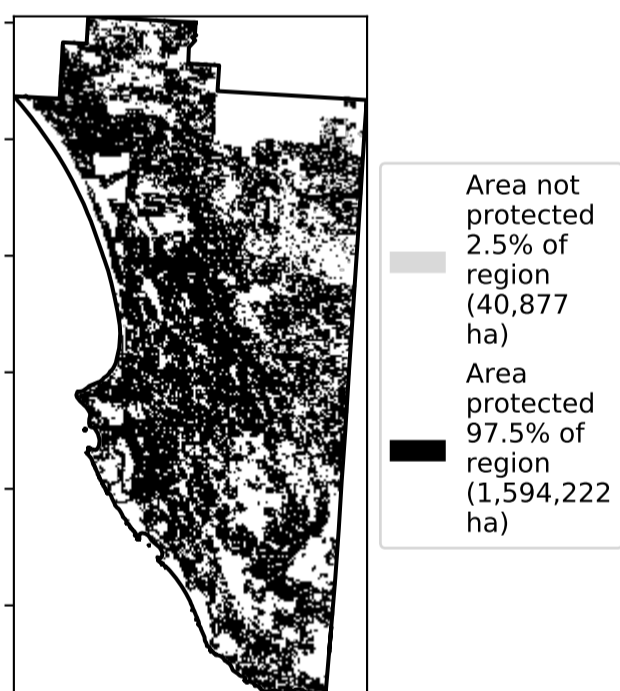 Area not
protected
2.5% of
region
(40,877
ha)
Area
protected
97.5% of
region
(1,594,222
ha)